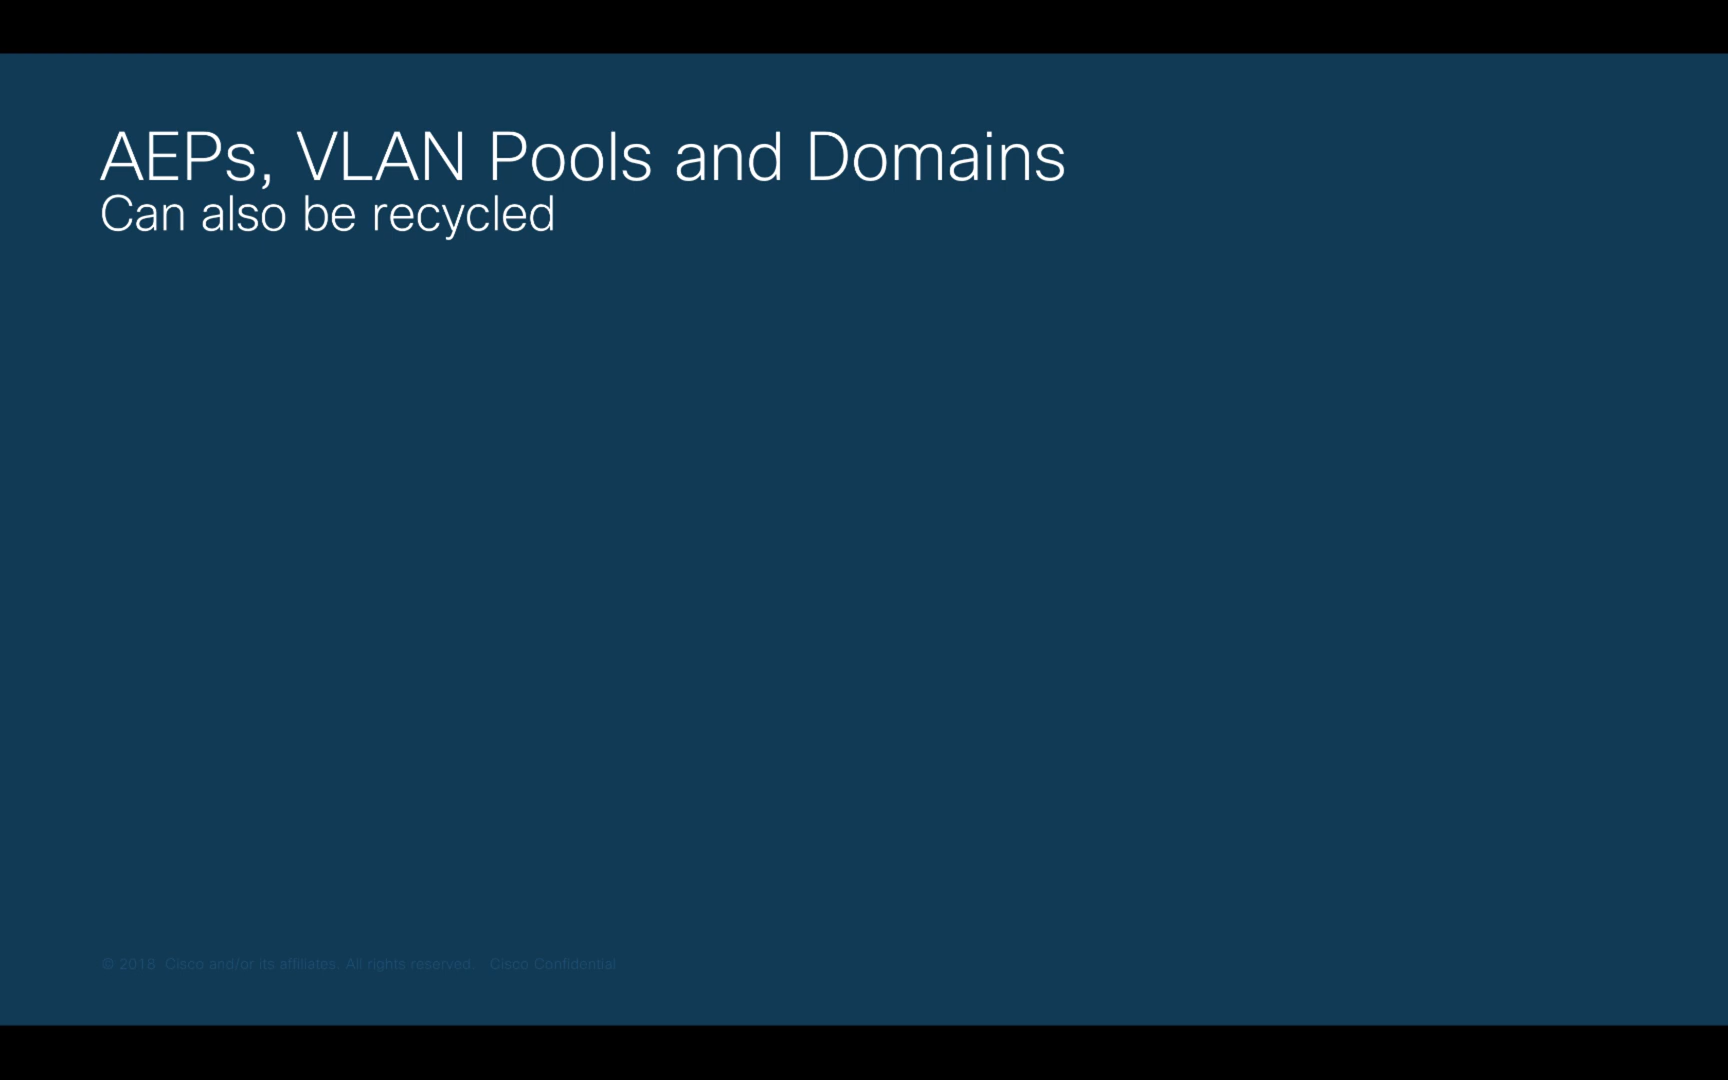 AEPs, VLAN Pools and Domains
Can also be recycled
© 2018 Cisco and/or its affiliates. All rights reserved. Cisco Confidential